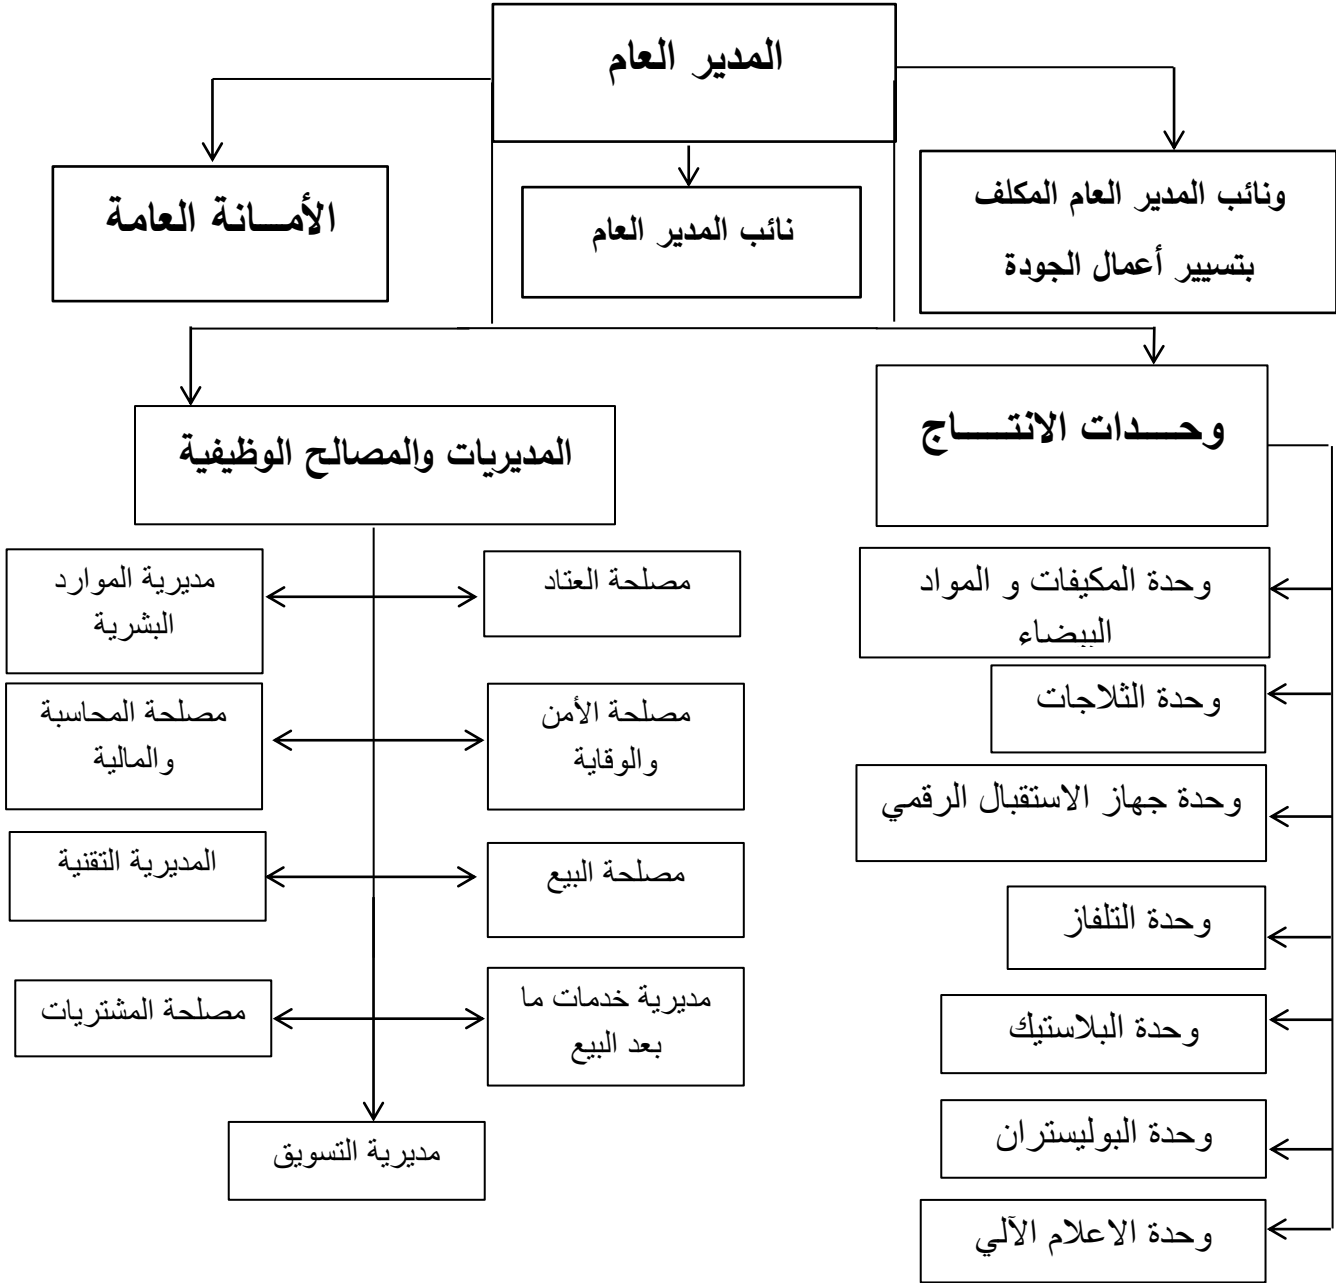 المدير العام
ونائب المدير العام المكلف
بتسيير أعمال الجودة
نائب المدير العام
الأمـــانة العامة
وحـــدات الانتـــاج
المديريات والمصالح الوظيفية
وحدة المكيفات و المواد
البيضاء
وحدة الثلاجات
وحدة جهاز الاستقبال الرقمي
وحدة التلفاز
وحدة البلاستيك
وحدة البوليستران
وحدة الاعلام الآلي
مصلحة العتاد
مديرية الموارد
البشرية
مصلحة الأمن
والوقاية
مصلحة المحاسبة
والمالية
مصلحة البيع
المديرية التقنية
مديرية خدمات ما
بعد البيع
مصلحة المشتريات
مديرية التسويق